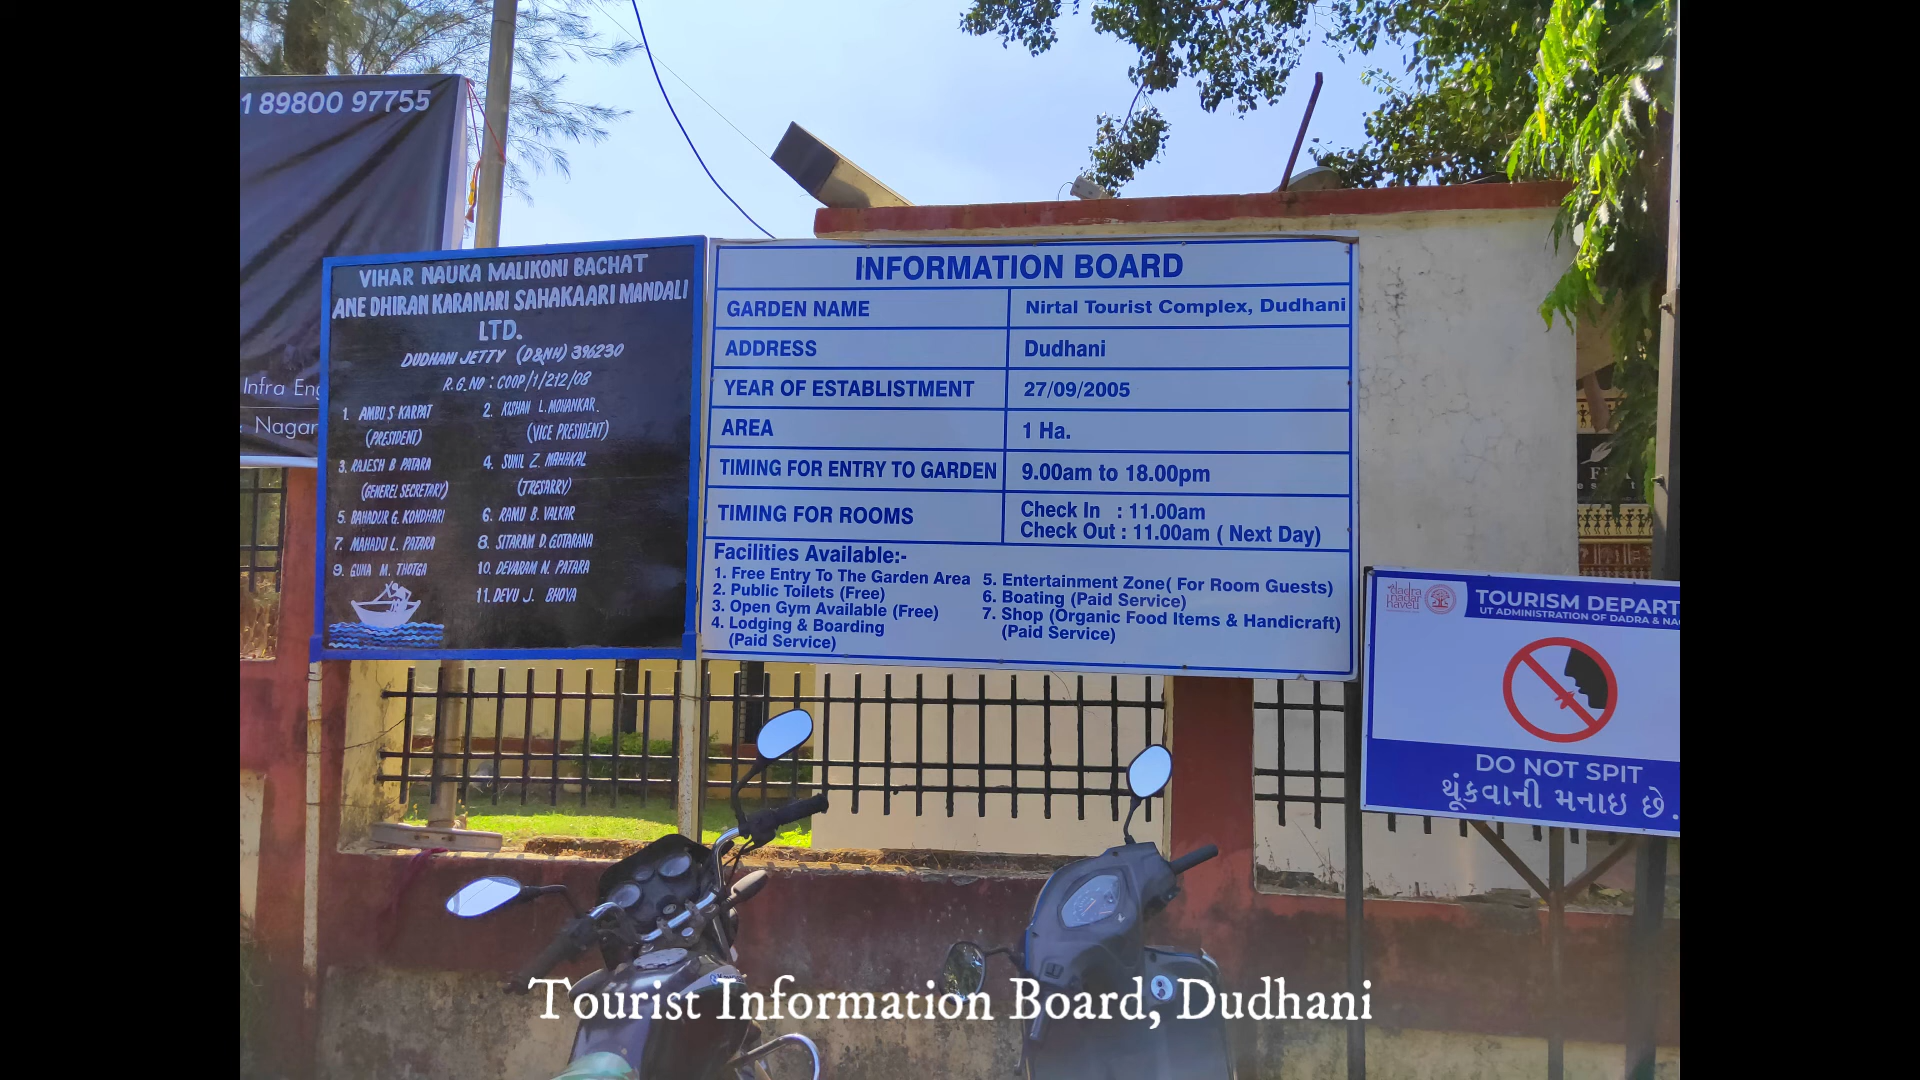 1 89800 97755
Infra Eng
Nagar
VIHAR NAUKA MALIKONI BACHAT
ANE DHIRAN KARANARI SAHAKAARI MANDALI
LTD.
DUDHANI JETTY (D&NH) 396230
R.G.NO : COOP/1/212/08
1. AMBU S KARPAT
(PRESIDENT)
2. KISHAN L. MOHANKAR.
(VICE PRESIDENT)
3. RAJESH B PATARA
(GENEREL SECRETARY)
4. SUNIL Z. MAHAKAL
(TRESARRY)
5. BAHADUR G. KONDHARI
6. RAMU B. VALKAR
7. MAHADU L. PATARA
8. SITARAM D. GOTARANA
9. GUNA M. THOTGA
10. DEVARAM N. PATARA
11. DEVU J. BHOYA
INFORMATION BOARD
GARDEN NAME Nirtal Tourist Complex, Dudhani
ADDRESS Dudhani
YEAR OF ESTABLISTMENT 27/09/2005
AREA 1 Ha.
TIMING FOR ENTRY TO GARDEN 9.00am to 18.00pm
TIMING FOR ROOMS Check In : 11.00am
Check Out : 11.00am ( Next Day)
Facilities Available:-
1. Free Entry To The Garden Area
2. Public Toilets (Free)
3. Open Gym Available (Free)
4. Lodging & Boarding
(Paid Service)
5. Entertainment Zone( For Room Guests)
6. Boating (Paid Service)
7. Shop (Organic Food Items & Handicraft)
(Paid Service)
dadra
nagar
haveli
TOURISM DEPART
UT ADMINISTRATION OF DADRA & NA
DO NOT SPIT
થૂંકવાની મનાઇ છે.
Tourist Information Board, Dudhani